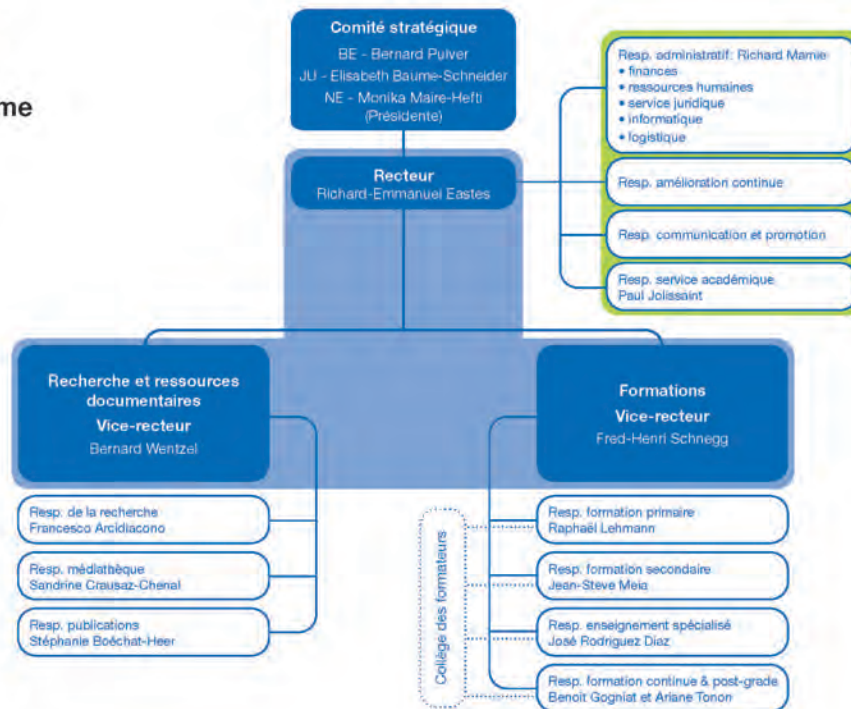 me
Comité stratégique
BE - Bernard Pulver
JU - Elisabeth Baume-Schneider
NE - Monika Maire-Hefti
(Présidente)
Recteur
Richard-Emmanuel Eastes
Resp. administratif: Richard Mamie
• finances
• ressources humaines
• service juridique
• informatique
• logistique
Resp. amélioration continue
Resp. communication et promotion
Resp. service académique
Paul Jolissaint
Recherche et ressources
documentaires
Vice-recteur
Bernard Wentzel
Resp. de la recherche
Francesco Arcidiacono
Resp. médiathèque
Sandrine Crausaz-Chenal
Resp. publications
Stéphanie Boéchat-Heer
Formations
Vice-recteur
Fred-Henri Schnegg
Collège des formateurs
Resp. formation primaire
Raphaël Lehmann
Resp. formation secondaire
Jean-Steve Meia
Resp. enseignement spécialisé
José Rodriguez Diaz
Resp. formation continue & post-grade
Benoit Gogniat et Ariane Tonon